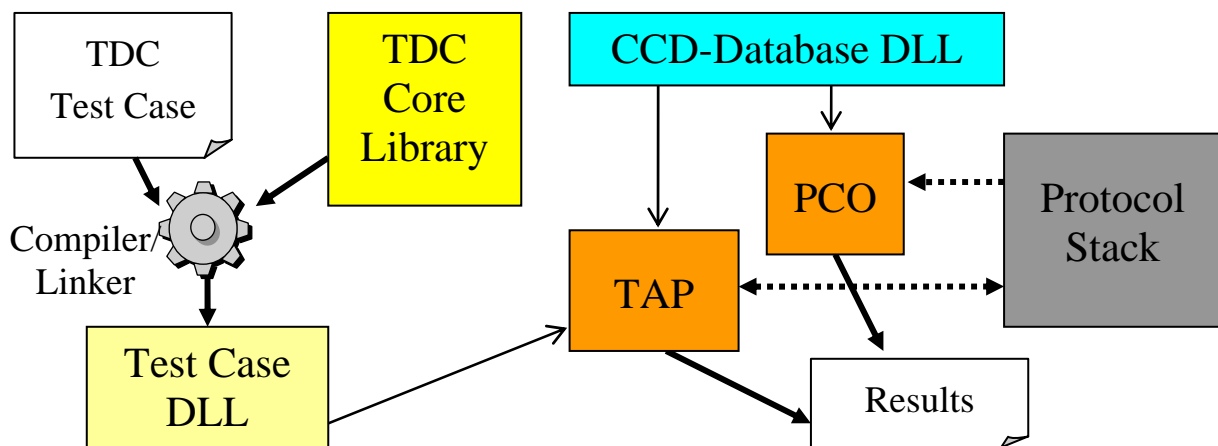 TDC
Test Case
TDC
Core
Library
CCD-Database DLL
PCO
Protocol
Stack
Compiler/
Linker
TAP
Test Case
DLL
Results